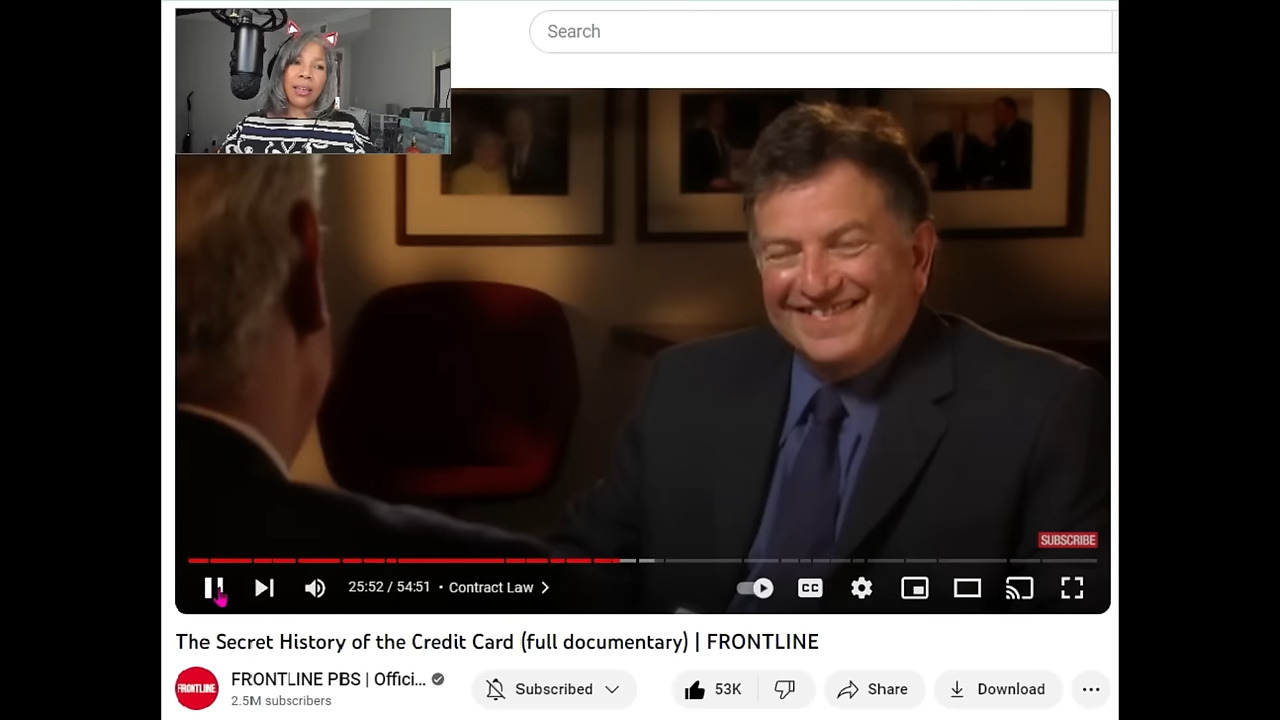 Search
SUBSCRIBE
25:52 / 54:51 • Contract Law
CC
The Secret History of the Credit Card (full documentary) | FRONTLINE
FRONTLINE
FRONTLINE PBS | Offici...
2.5M subscribers
Subscribed
53K
Share
Download